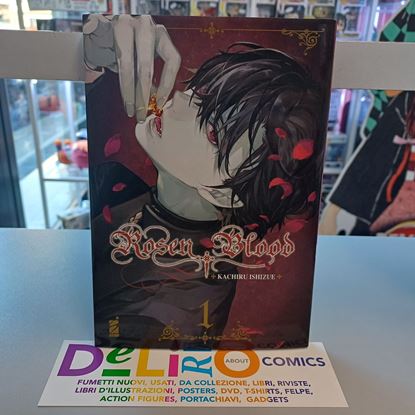 Rosen Blood
KACHIRU ISHIZUE
1
DeLiRO
ABOUT
COMICS
FUMETTI NUOVI, USATI, DA COLLEZIONE, LIBRI, RIVISTE,
LIBRI D'ILLUSTRAZIONI, POSTERS, DVD, T-SHIRTS, FELPE,
ACTION FIGURES, PORTACHIAVI, GADGETS